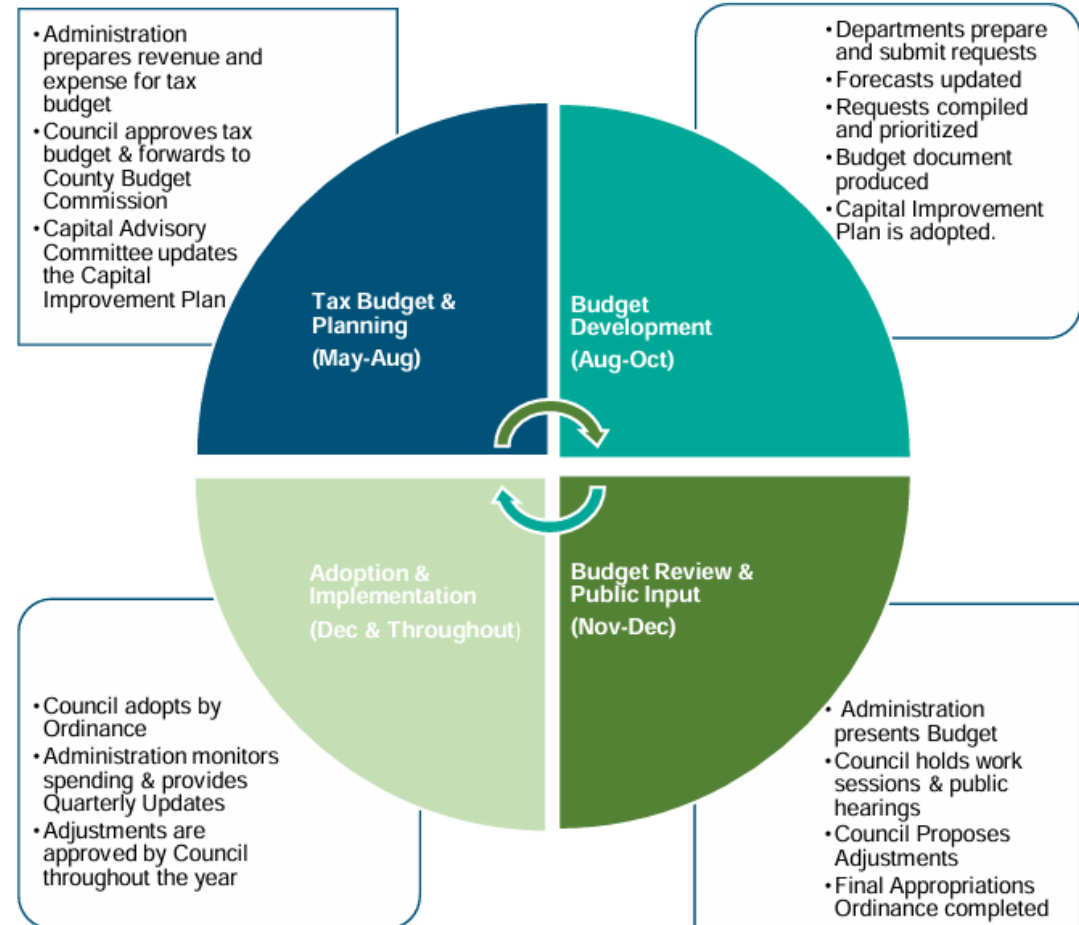 •Administration
prepares revenue and
expense for tax
budget
•Council approves tax
budget & forwards to
County Budget
Commission
•Capital Advisory
Committee updates
the Capital
Improvement Plan
•Departments prepare
and submit requests
•Forecasts updated
•Requests compiled
and prioritized
•Budget document
produced
•Capital Improvement
Plan is adopted.
Tax Budget &
Planning
(May-Aug)
Budget
Development
(Aug-Oct)
Adoption &
Implementation
(Dec & Throughout)
Budget Review &
Public Input
(Nov-Dec)
•Council adopts by
Ordinance
•Administration monitors
spending & provides
Quarterly Updates
•Adjustments are
approved by Council
throughout the year
• Administration
presents Budget
•Council holds work
sessions & public
hearings
•Council Proposes
Adjustments
•Final Appropriations
Ordinance completed